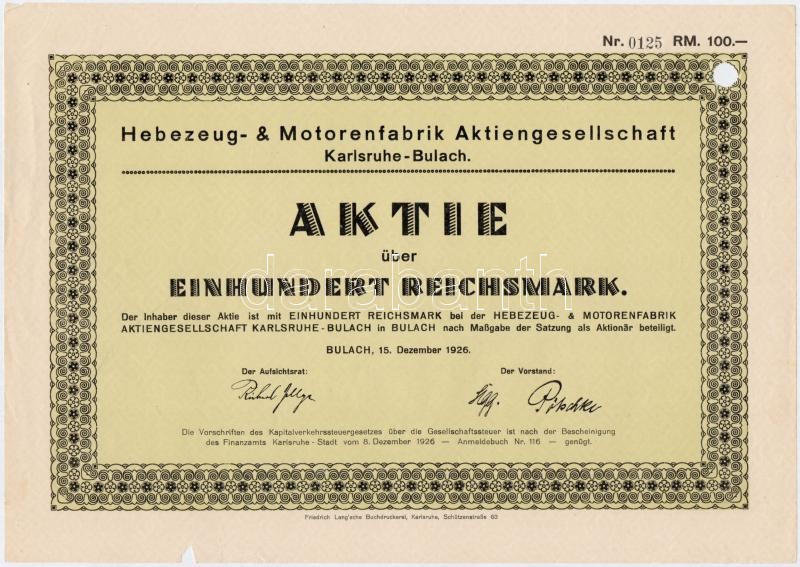 Nr. 0125 RM. 100.—
Hebezeug- & Motorenfabrik Aktiengesellschaft
Karlsruhe-Bulach.
AKTIE
über
EINHUNDERT REICHSMARK.
darabanth
Der Inhaber dieser Aktie ist mit EINHUNDERT REICHSMARK bei der HEBEZEUG- & MOTORENFABRIK
AKTIENGESELLSCHAFT KARLSRUHE-BULACH in BULACH nach Maßgabe der Satzung als Aktionär beteiligt.
BULACH, 15. Dezember 1926.
Der Aufsichtsrat: Der Vorstand:
Die Vorschriften des Kapitalverkehrssteuergesetzes über die Gesellschaftssteuer ist nach der Bescheinigung
des Finanzamts Karlsruhe-Stadt vom 8. Dezember 1926 — Anmeldebuch Nr. 116 — genügt.
Friedrich Lang'sche Buchdruckerei, Karlsruhe, Schützenstraße 63